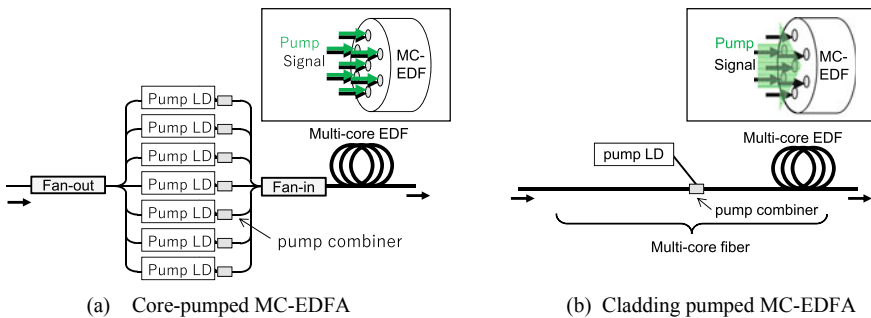 Pump
Signal
MC-
EDF
Pump LD
Pump LD
Pump LD
Pump LD
Pump LD
Pump LD
Pump LD
Fan-out
Fan-in
Multi-core EDF
pump combiner
(a) Core-pumped MC-EDFA
Pump
Signal
MC-
EDF
Multi-core EDF
pump LD
pump combiner
Multi-core fiber
(b) Cladding pumped MC-EDFA